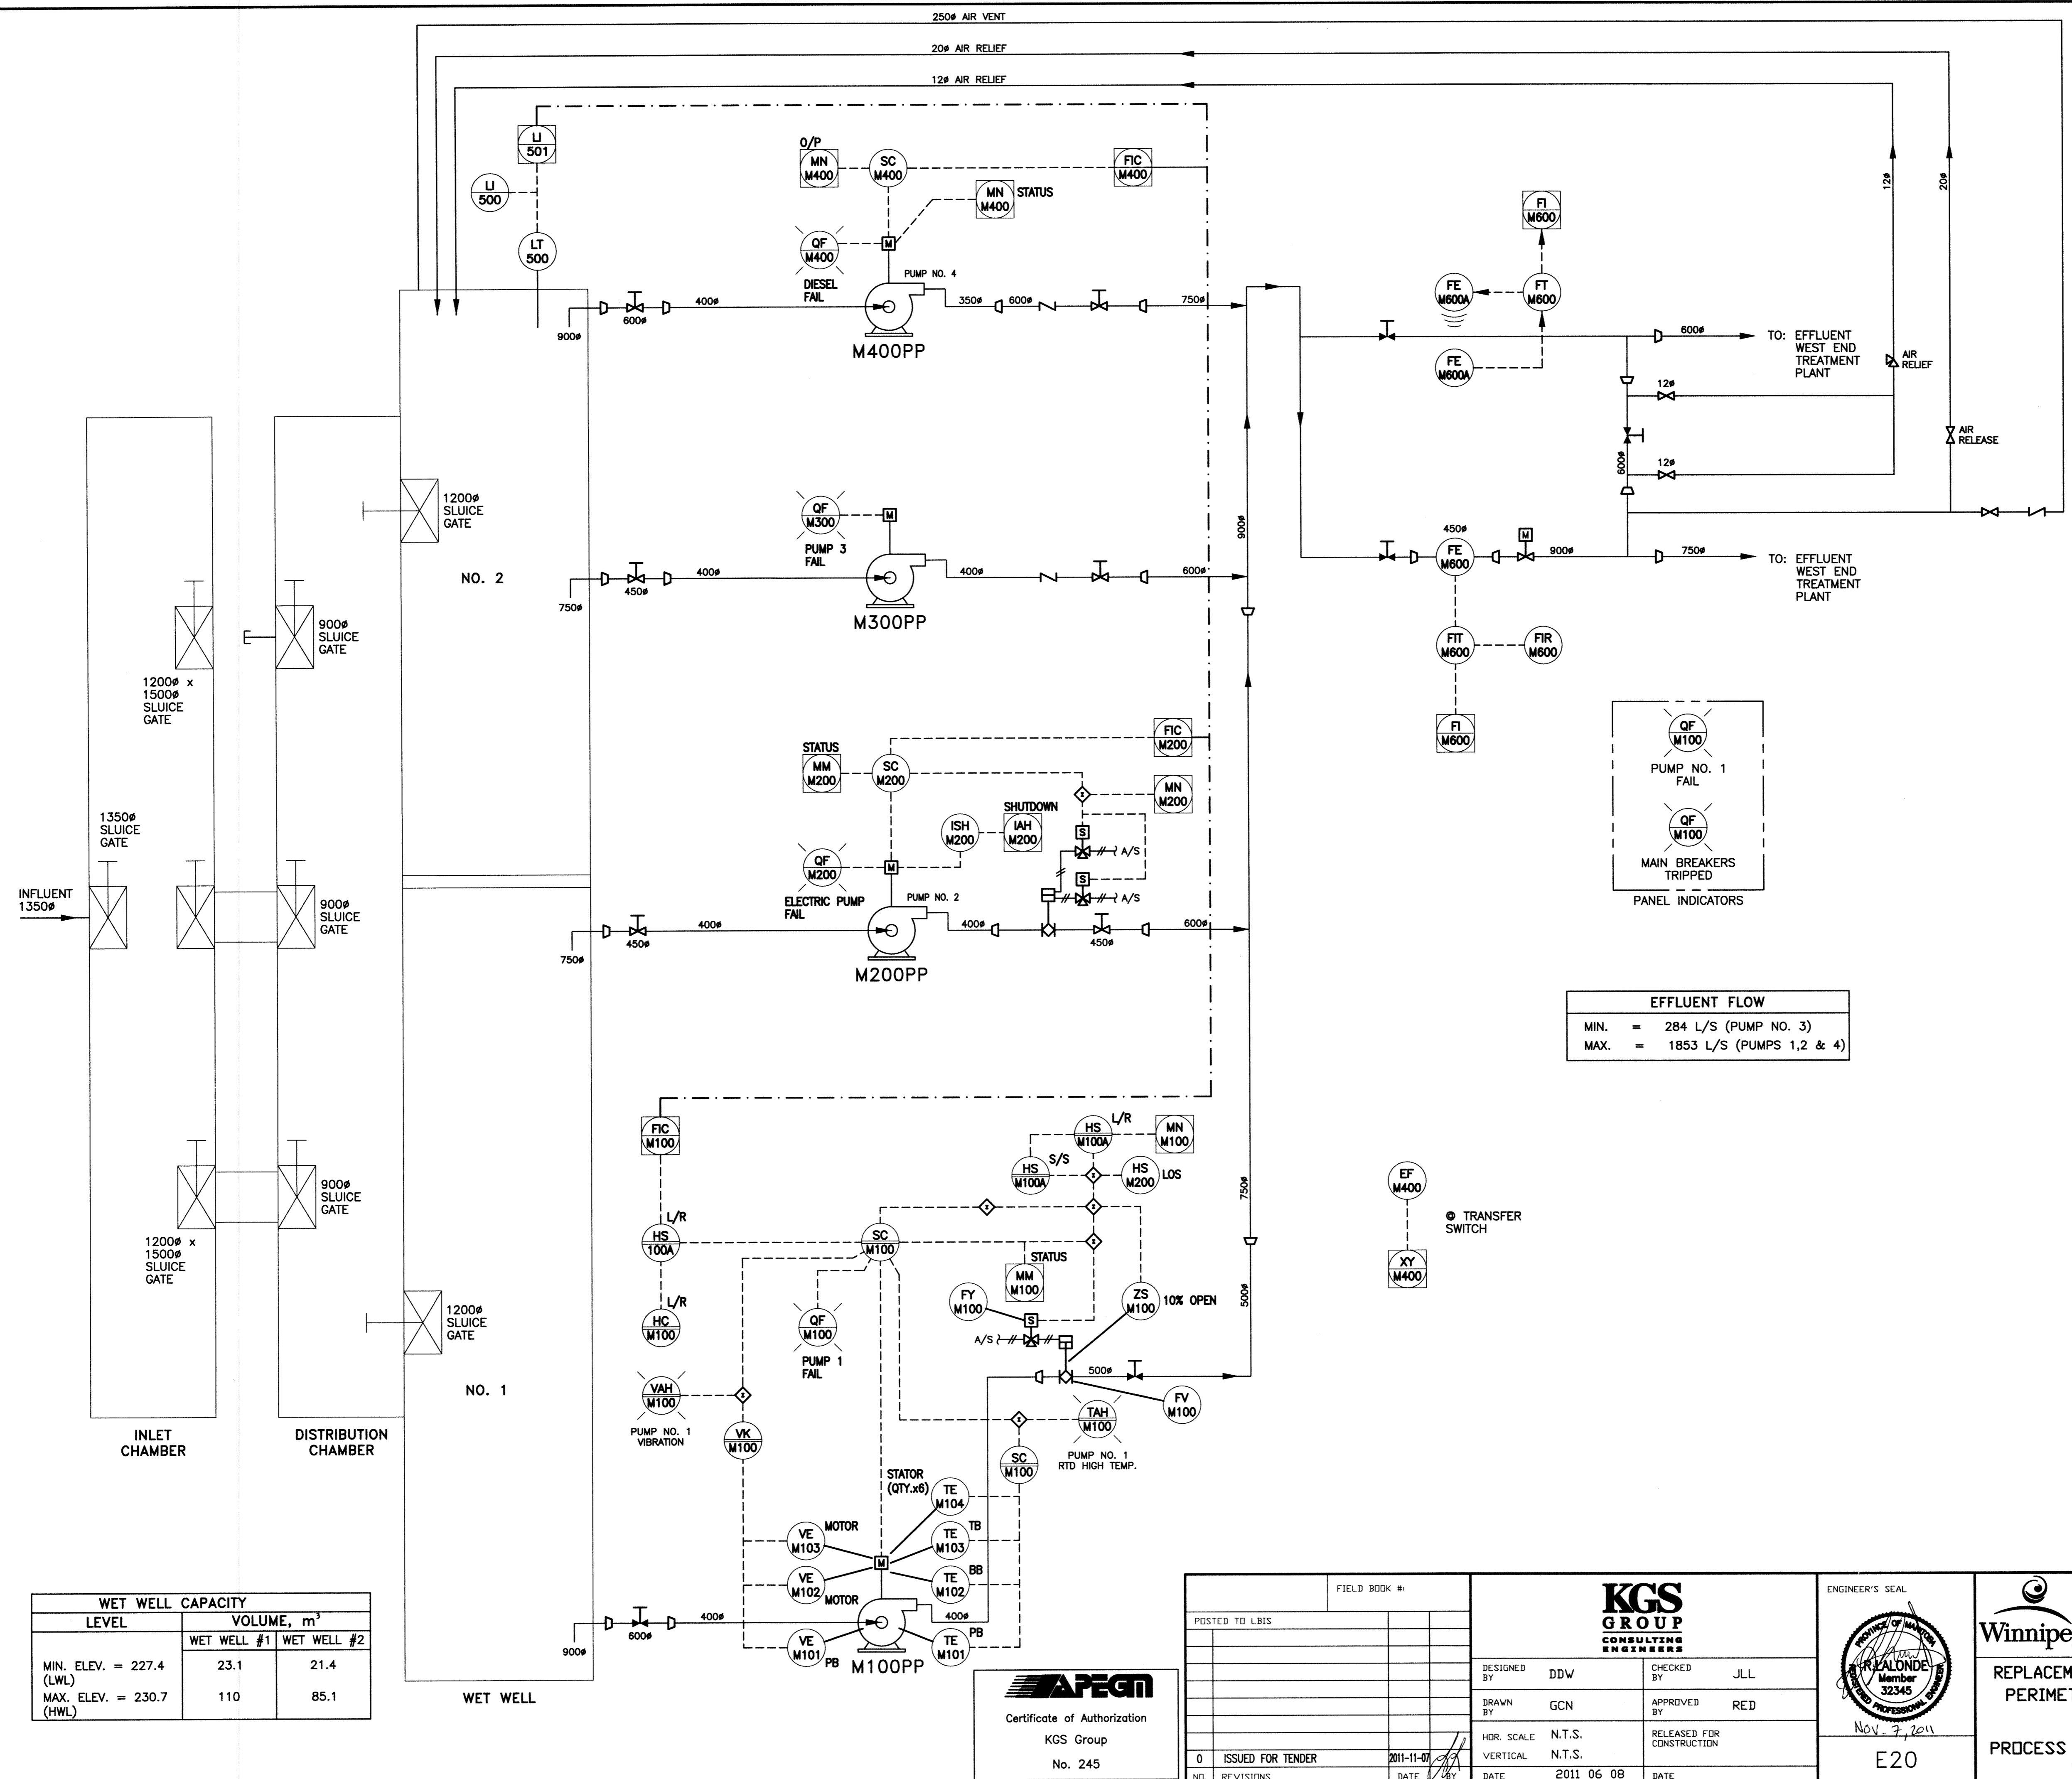 250ø AIR VENT
20ø AIR RELIEF
12ø AIR RELIEF
LI
501
LI
500
LT
500
O/P
MN
M400
SC
M400
FIC
M400
MN
M400
STATUS
QF
M400
DIESEL
FAIL
PUMP NO. 4
M400PP
900ø
600ø
400ø
350ø
600ø
750ø
FI
M600
FE
M600A
FT
M600
FE
M600A
12ø
20ø
600ø
TO: EFFLUENT
WEST END
TREATMENT
PLANT
AIR
RELIEF
12ø
600ø
12ø
AIR
RELEASE
1200ø
SLUICE
GATE
NO. 2
QF
M300
PUMP 3
FAIL
M300PP
750ø
450ø
400ø
400ø
600ø
900ø
450ø
FE
M600
M
900ø
750ø
TO: EFFLUENT
WEST END
TREATMENT
PLANT
FIT
M600
FIR
M600
FI
M600
900ø
SLUICE
GATE
1200ø x
1500ø
SLUICE
GATE
QF
M100
PUMP NO. 1
FAIL
QF
M100
MAIN BREAKERS
TRIPPED
PANEL INDICATORS
FIC
M200
STATUS
MM
M200
SC
M200
MN
M200
SHUTDOWN
ISH
M200
IAH
M200
S
A/S
S
A/S
QF
M200
M
ELECTRIC PUMP
FAIL
PUMP NO. 2
M200PP
750ø
450ø
400ø
400ø
450ø
600ø
1350ø
SLUICE
GATE
INFLUENT
1350ø
900ø
SLUICE
GATE
EFFLUENT FLOW
MIN. = 284 L/S (PUMP NO. 3)
MAX. = 1853 L/S (PUMPS 1,2 & 4)
FIC
M100
HS
M100A
L/R
MN
M100
S/S
HS
M100A
HS
M200
LOS
750ø
500ø
L/R
HS
100A
SC
M100
STATUS
MM
M100
FY
M100
ZS
M100
10% OPEN
L/R
HC
M100
QF
M100
PUMP 1
FAIL
S
A/S
500ø
FV
M100
VAH
M100
PUMP NO. 1
VIBRATION
VK
M100
TAH
M100
PUMP NO. 1
RTD HIGH TEMP.
SC
M100
EF
M400
@ TRANSFER
SWITCH
XY
M400
900ø
SLUICE
GATE
1200ø x
1500ø
SLUICE
GATE
1200ø
SLUICE
GATE
NO. 1
INLET
CHAMBER
DISTRIBUTION
CHAMBER
STATOR
(QTY.x6)
TE
M104
VE
M103
MOTOR
TE
M103
TB
M
VE
M102
MOTOR
TE
M102
BB
VE
M101
PB
TE
M101
PB
M100PP
900ø
600ø
400ø
400ø
WET WELL
WET WELL CAPACITY
LEVEL VOLUME, m³
WET WELL #1 WET WELL #2
MIN. ELEV. = 227.4 23.1 21.4
(LWL)
MAX. ELEV. = 230.7 110 85.1
(HWL)
APEGM
Certificate of Authorization
KGS Group
No. 245
FIELD BOOK #:
POSTED TO LBIS
0 ISSUED FOR TENDER 2011-11-07
NO. REVISIONS DATE BY
KGS
GROUP
CONSULTING
ENGINEERS
DESIGNED
BY DDW
CHECKED
BY JLL
DRAWN
BY GCN
APPROVED
BY RED
HOR. SCALE N.T.S.
VERTICAL N.T.S.
RELEASED FOR
CONSTRUCTION
DATE 2011 06 08 DATE
ENGINEER'S SEAL
PROVINCE OF MANITOBA
R. LALONDE
Member
32345
REGISTERED PROFESSIONAL ENGINEER
NOV. 7, 2011
E20
Winnipe
REPLACEM
PERIMET
PROCESS